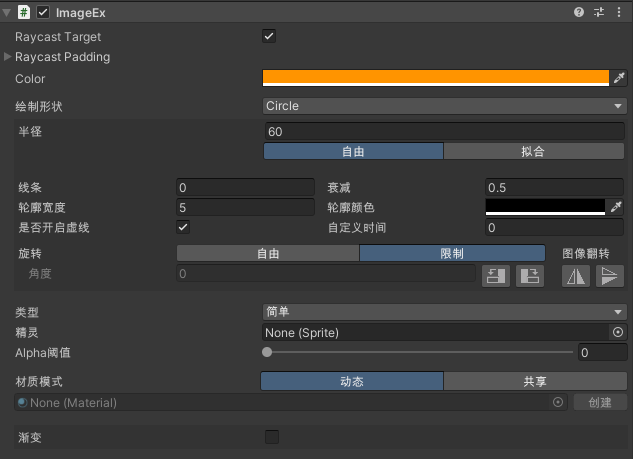 ImageEx
Raycast Target
Raycast Padding
Color
绘制形状 Circle
半径 60
自由 拟合
线条 0 衰减 0.5
轮廓宽度 5 轮廓颜色
是否开启虚线 自定义时间 0
旋转 自由 限制 图像翻转
角度 0
类型 简单
精灵 None (Sprite)
Alpha阈值 0
材质模式 动态 共享
None (Material) 创建
渐变